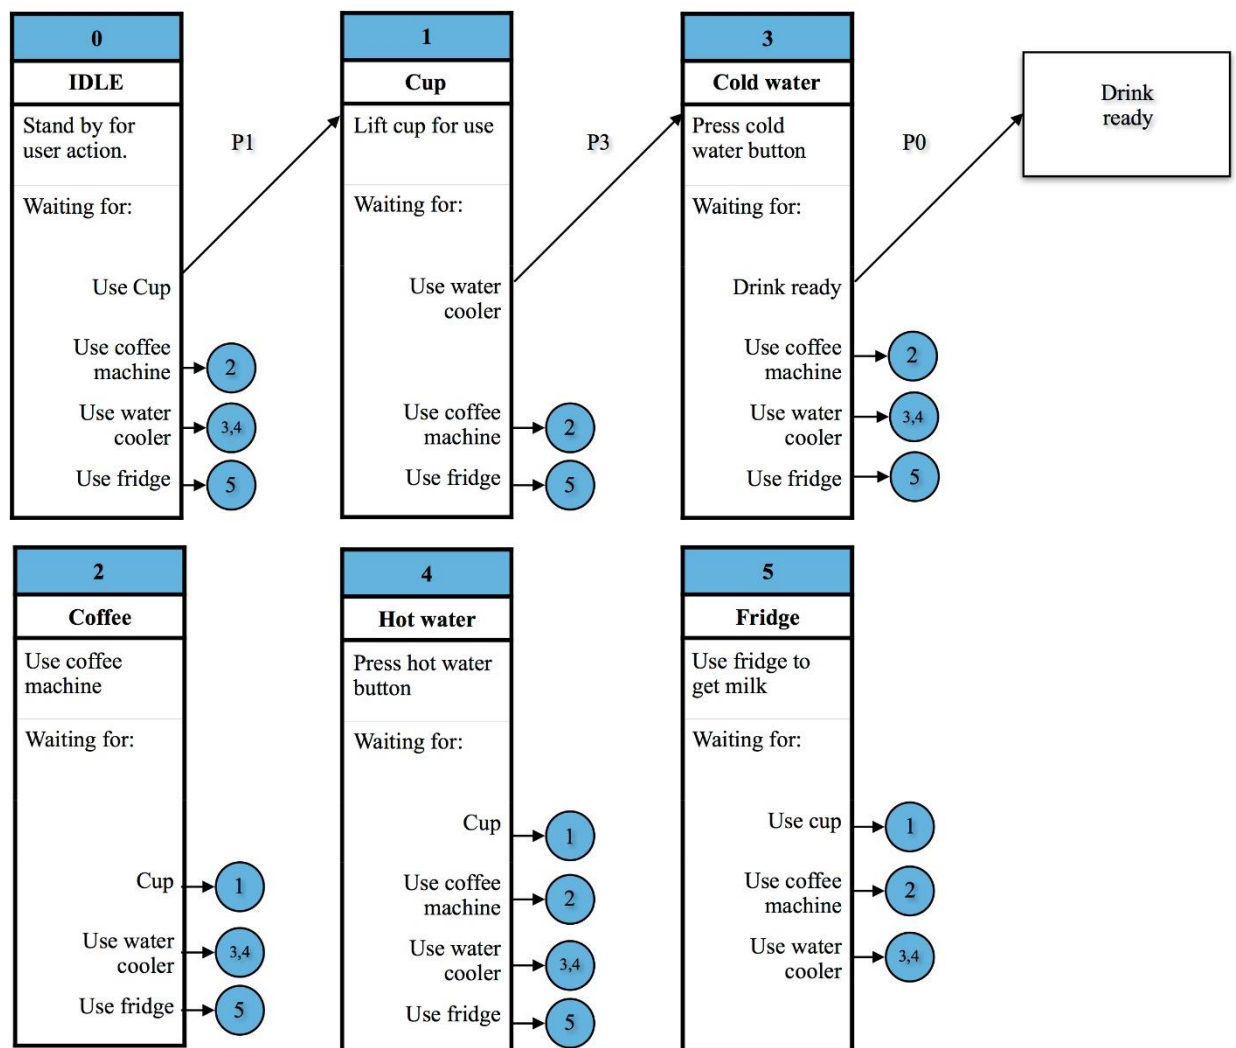 0
IDLE
Stand by for
user action.
Waiting for:
Use Cup
Use coffee
machine
2
Use water
cooler
3,4
Use fridge
5
P1
1
Cup
Lift cup for use
Waiting for:
Use water
cooler
Use coffee
machine
2
Use fridge
5
P3
3
Cold water
Press cold
water button
Waiting for:
Drink ready
Use coffee
machine
2
Use water
cooler
3,4
Use fridge
5
P0
Drink
ready
2
Coffee
Use coffee
machine
Waiting for:
Cup
1
Use water
cooler
3,4
Use fridge
5
4
Hot water
Press hot water
button
Waiting for:
Cup
1
Use coffee
machine
2
Use water
cooler
3,4
Use fridge
5
5
Fridge
Use fridge to
get milk
Waiting for:
Use cup
1
Use coffee
machine
2
Use water
cooler
3,4